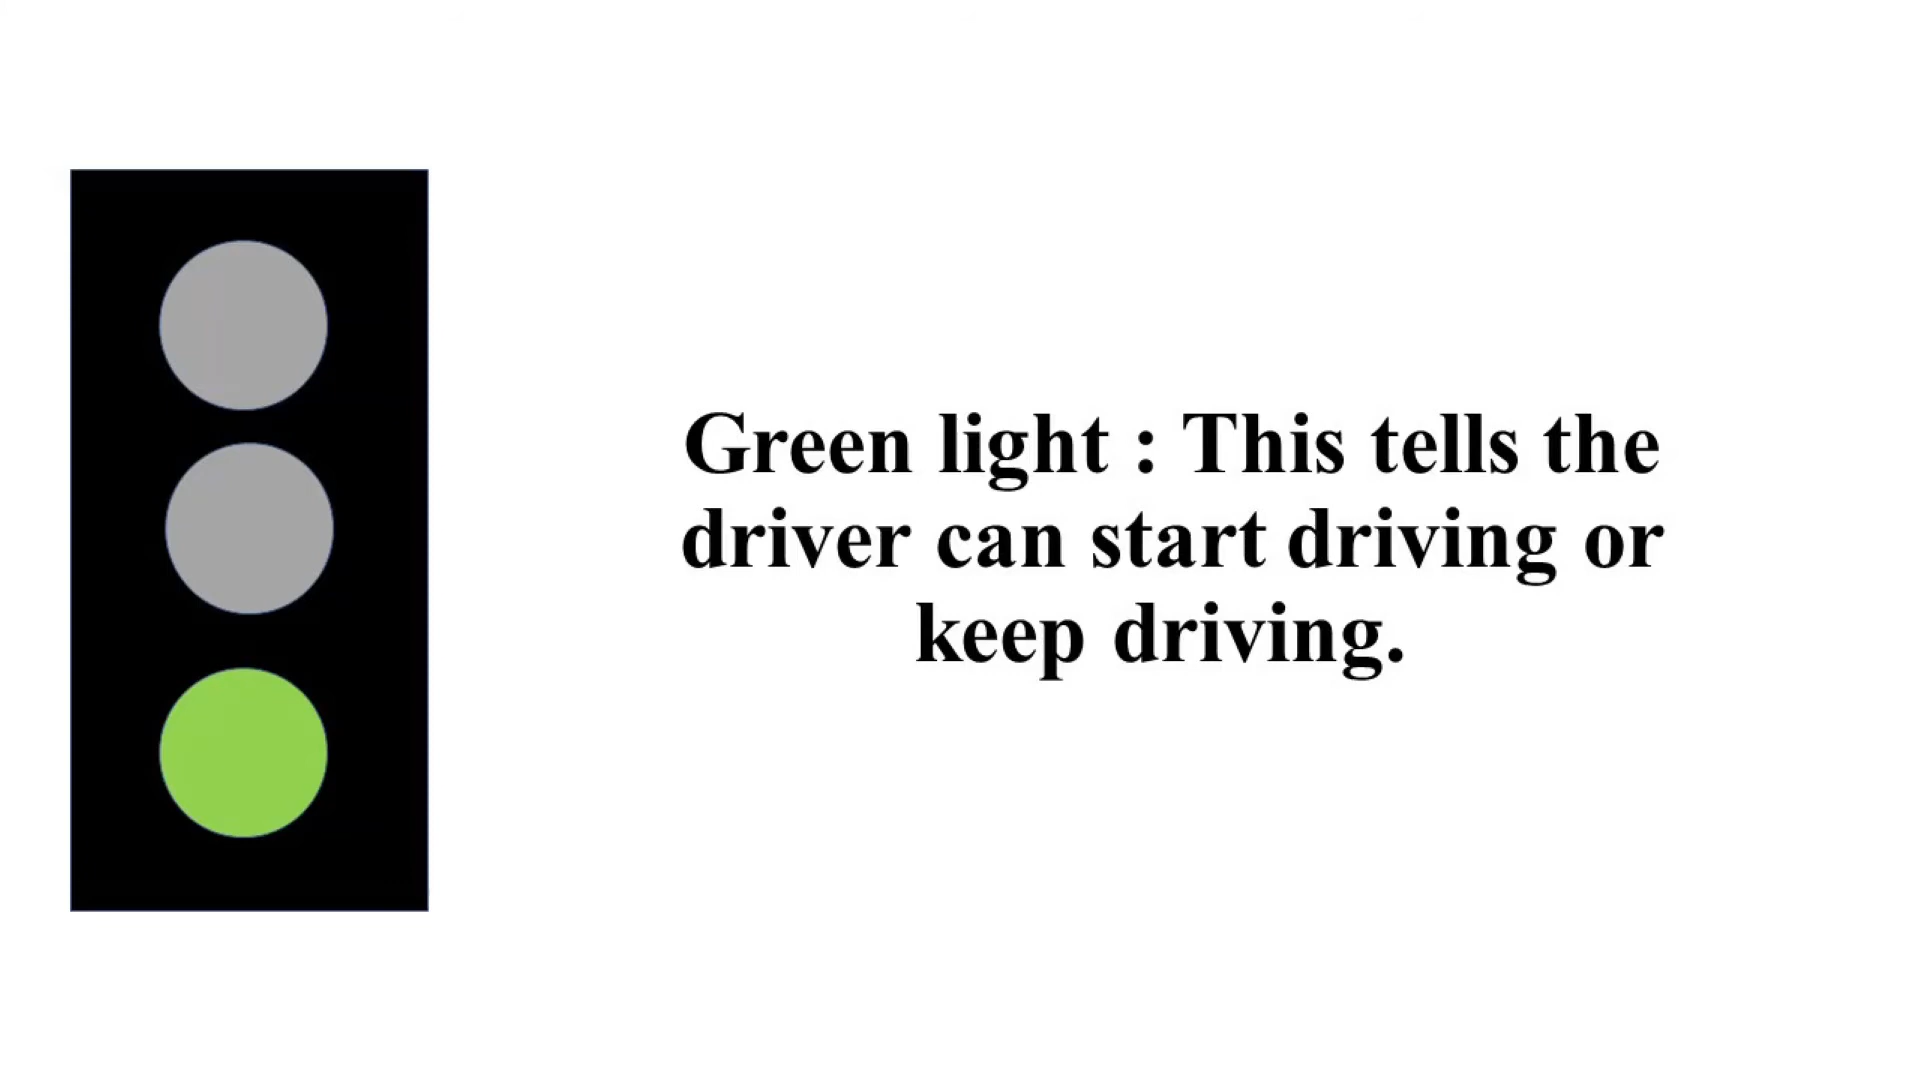 Green light : This tells the
driver can start driving or
keep driving.